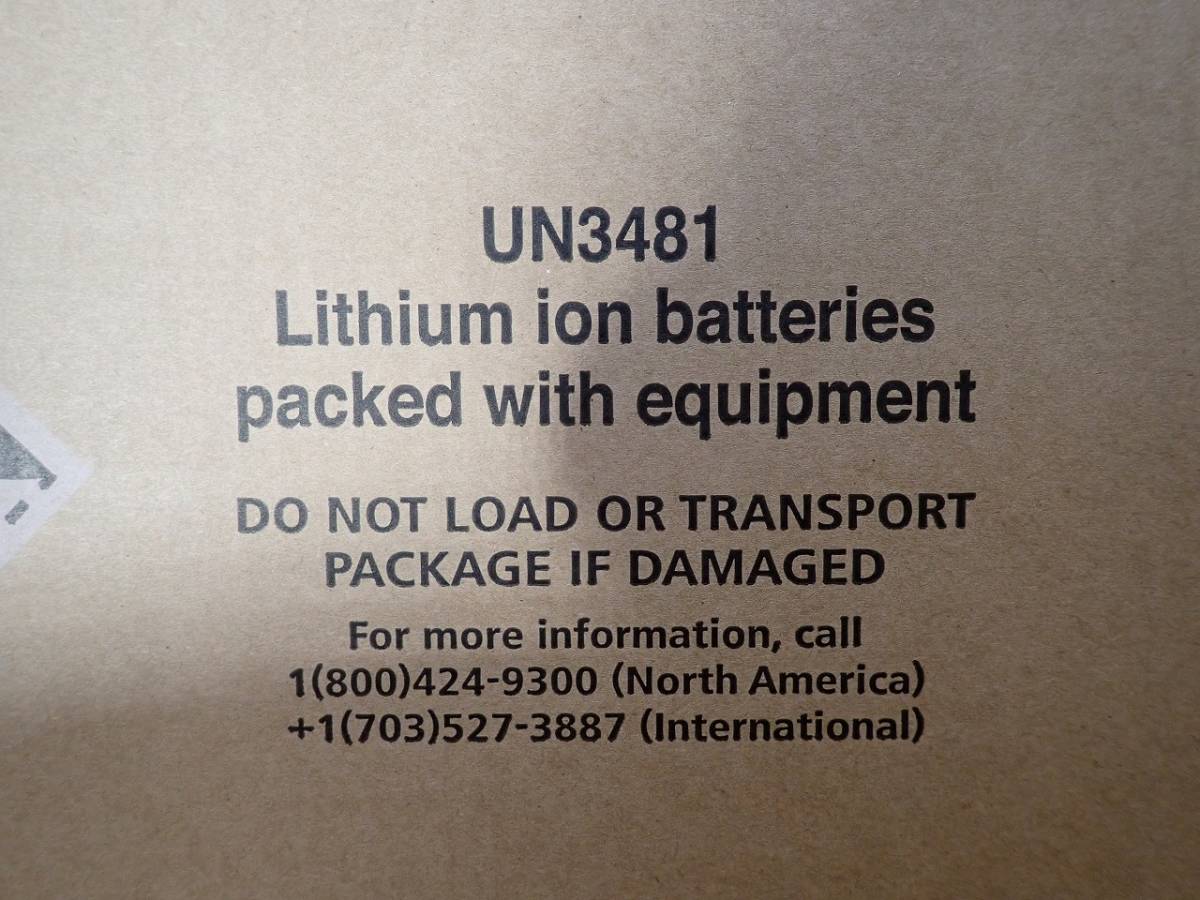 UN3481
Lithium ion batteries
packed with equipment
DO NOT LOAD OR TRANSPORT
PACKAGE IF DAMAGED
For more information, call
1(800)424-9300 (North America)
+1(703)527-3887 (International)